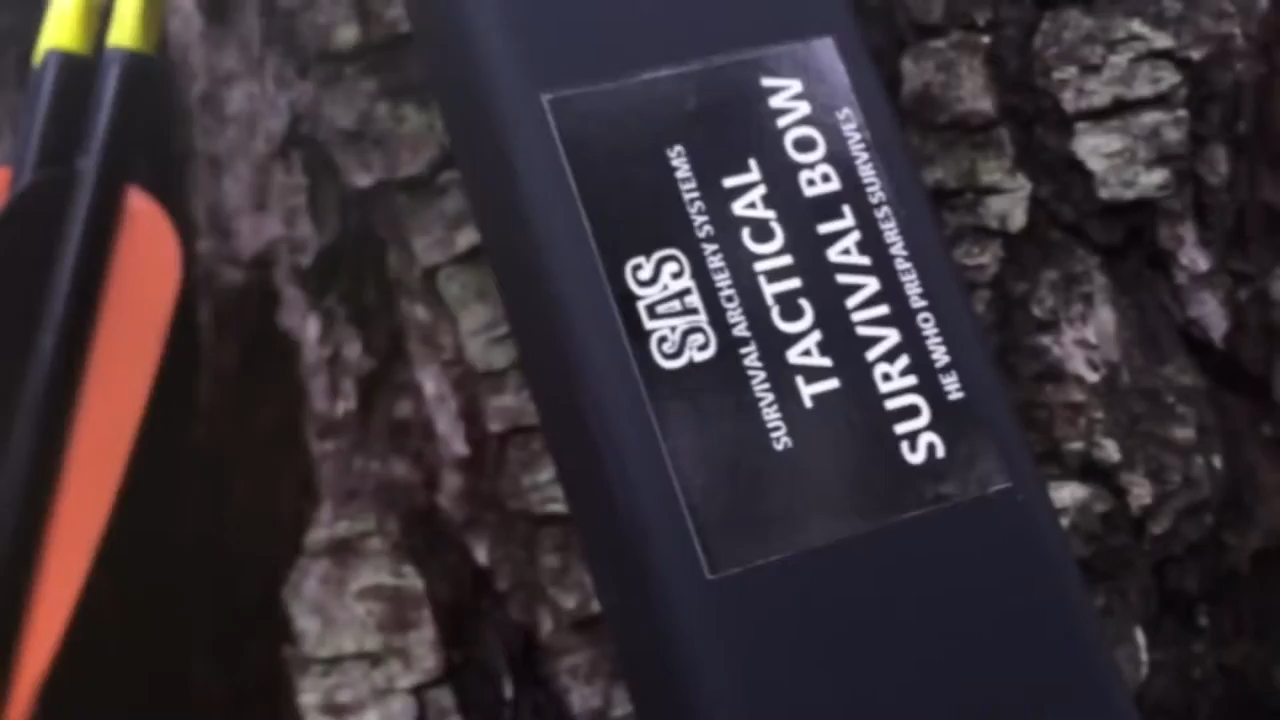 SAS
SURVIVAL ARCHERY SYSTEMS
TACTICAL
SURVIVAL BOW
HE WHO PREPARES SURVIVES